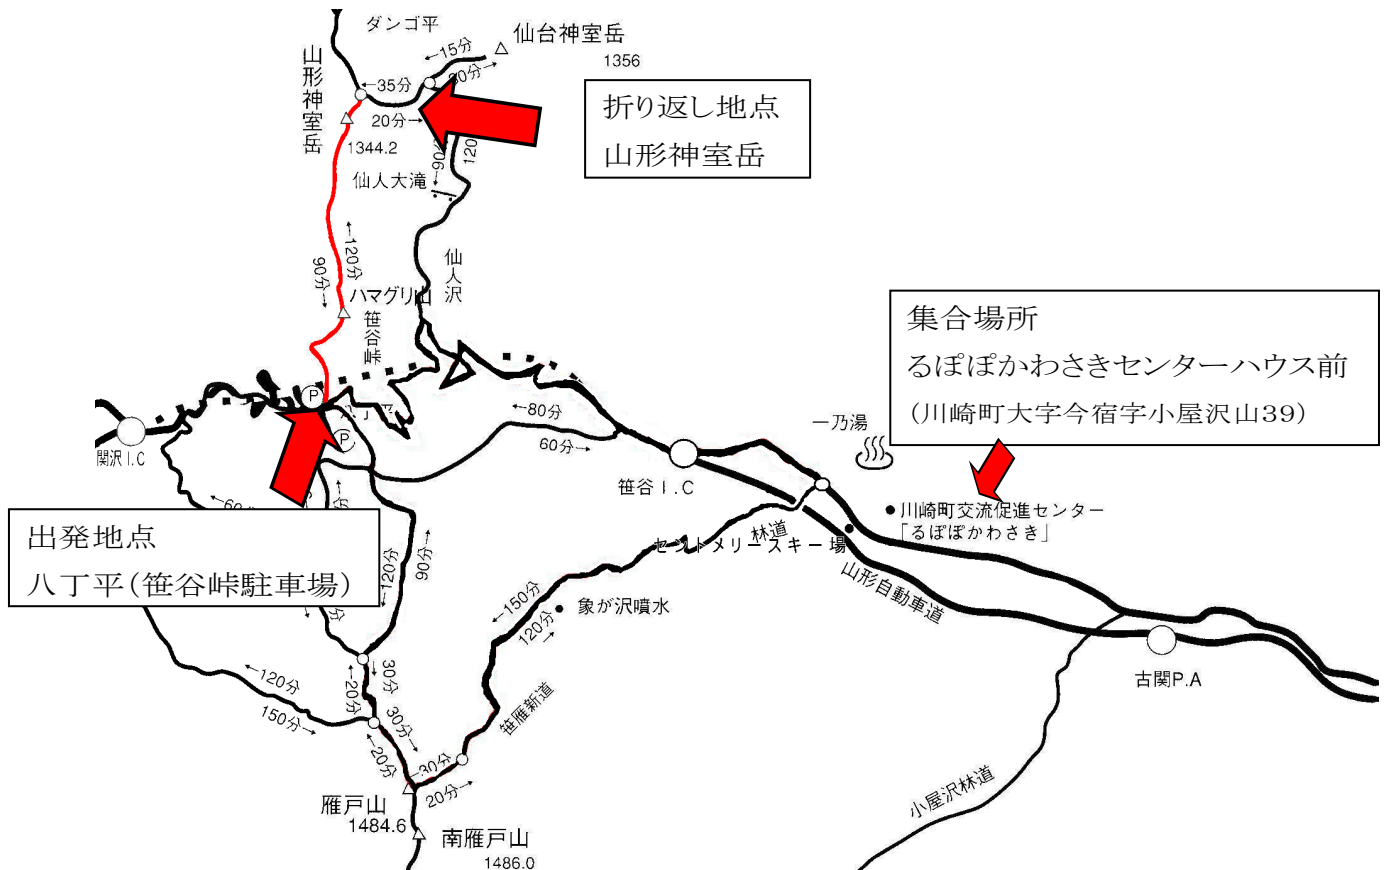 ダンゴ平
仙台神室岳
1356
←15分
20分→
山形神室岳
←35分
20分→
1344.2
折り返し地点
山形神室岳
仙人大滝
仙人沢
←120分
90分→
ハマグリ山
笹谷峠
集合場所
るぽぽかわさきセンターハウス前
(川崎町大字今宿字小屋沢山39)
P
八丁平
P
関沢I.C
←80分
60分→
一乃湯
笹谷I.C
川崎町交流促進センター
「るぽぽかわさき」
林道
セントメリースキー場
山形自動車道
出発地点
八丁平(笹谷峠駐車場)
←120分
90分→
←150分
120分→
象が沢噴水
古関P.A
30分→
←20分
←120分
150分→
30分→
←20分
笹雁新道
←30分
20分→
雁戸山
1484.6
南雁戸山
1486.0
小屋沢林道